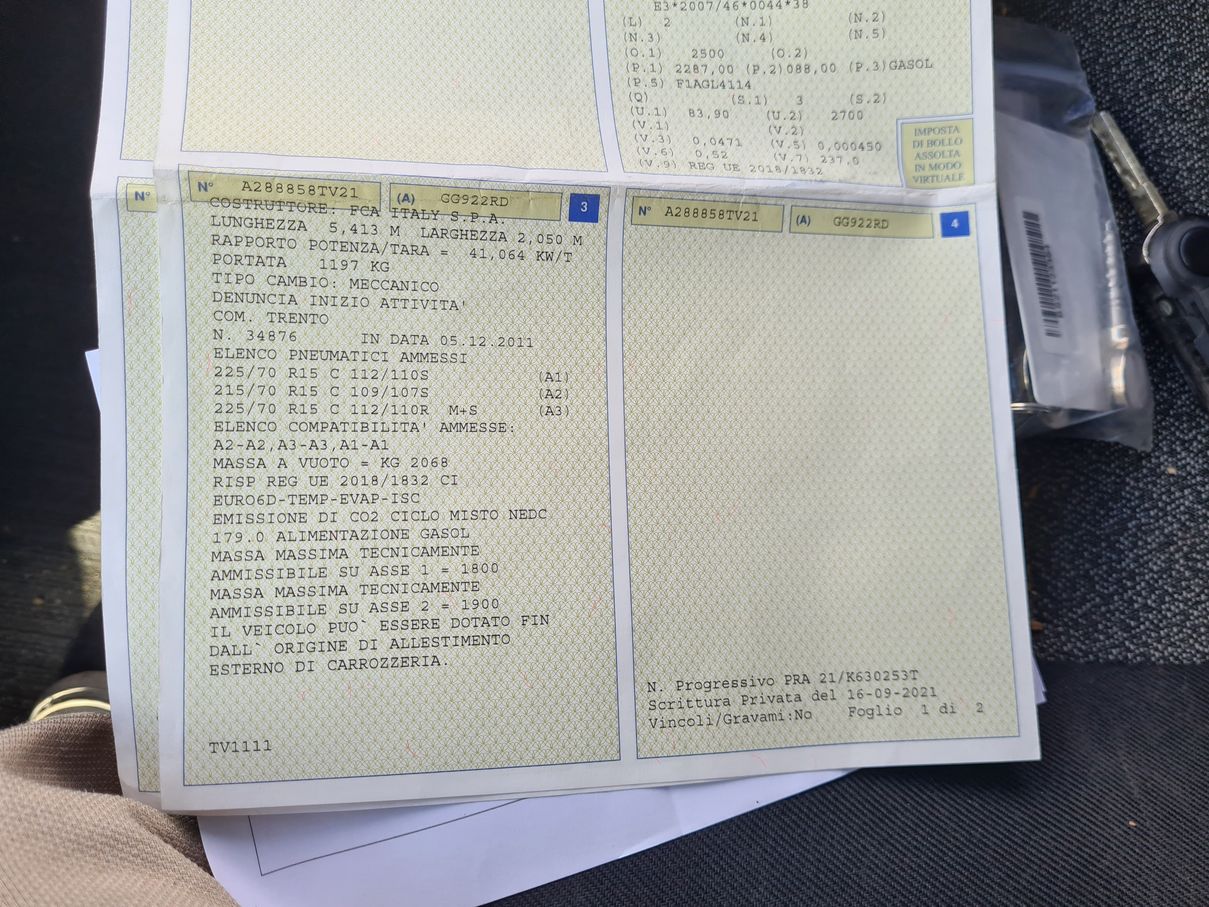 E3*2007/46*0044*38
(L) 2 (N.1) (N.2)
(N.3) (N.4) (N.5)
(O.1) 2500 (O.2)
(P.1) 2287,00 (P.2)088,00 (P.3)GASOL
(P.5) F1AGL4114
(Q) (S.1) 3 (S.2)
(U.1) 83,90 (U.2) 2700
(V.1) (V.2)
(V.3) 0,0471 (V.5) 0,000450
(V.6) 0,52 (V.7) 237,0
(V.9) REG UE 2018/1832
IMPOSTA
DI BOLLO
ASSOLTA
IN MODO
VIRTUALE
N°
N° A288858TV21 (A) GG922RD 3
COSTRUTTORE: FCA ITALY S.P.A.
LUNGHEZZA 5,413 M LARGHEZZA 2,050 M
RAPPORTO POTENZA/TARA = 41,064 KW/T
PORTATA 1197 KG
TIPO CAMBIO: MECCANICO
DENUNCIA INIZIO ATTIVITA'
COM. TRENTO
N. 34876 IN DATA 05.12.2011
ELENCO PNEUMATICI AMMESSI
225/70 R15 C 112/110S (A1)
215/70 R15 C 109/107S (A2)
225/70 R15 C 112/110R M+S (A3)
ELENCO COMPATIBILITA' AMMESSE:
A2-A2,A3-A3,A1-A1
MASSA A VUOTO = KG 2068
RISP REG UE 2018/1832 CI
EURO6D-TEMP-EVAP-ISC
EMISSIONE DI CO2 CICLO MISTO NEDC
179.0 ALIMENTAZIONE GASOL
MASSA MASSIMA TECNICAMENTE
AMMISSIBILE SU ASSE 1 = 1800
MASSA MASSIMA TECNICAMENTE
AMMISSIBILE SU ASSE 2 = 1900
IL VEICOLO PUO` ESSERE DOTATO FIN
DALL` ORIGINE DI ALLESTIMENTO
ESTERNO DI CARROZZERIA.
TV1111
N° A288858TV21 (A) GG922RD 4
N. Progressivo PRA 21/K630253T
Scrittura Privata del 16-09-2021
Vincoli/Gravami:No Foglio 1 di 2